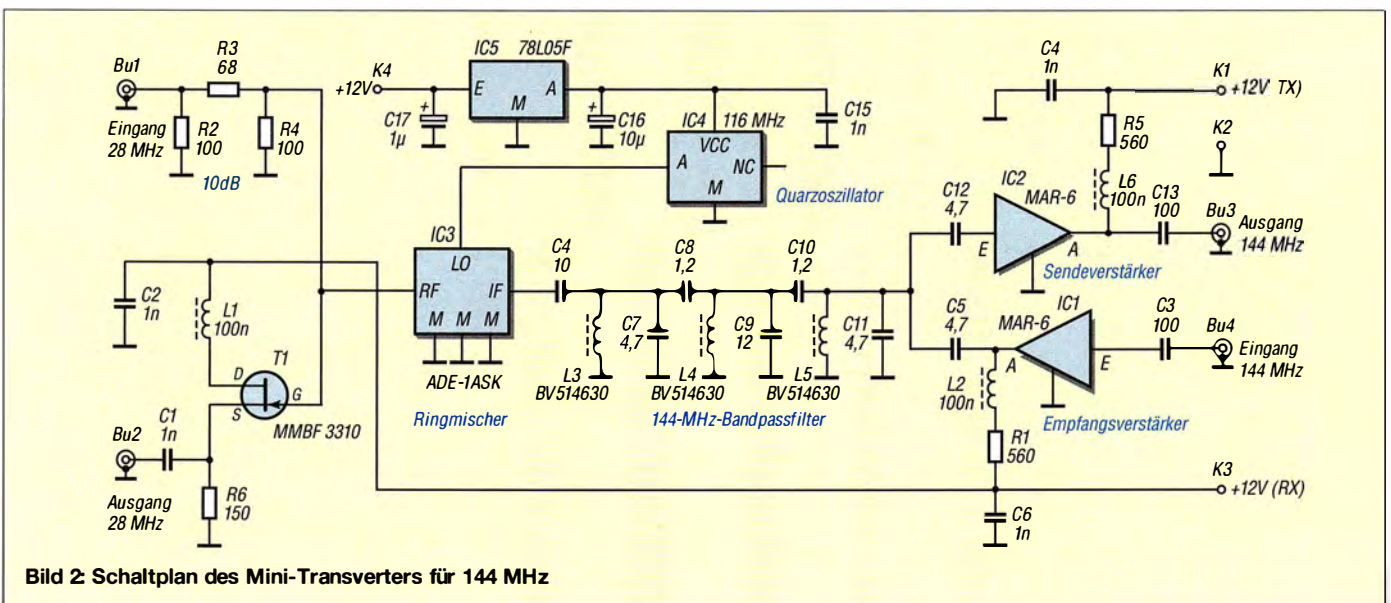 Bu1
R3
68
Eingang
28 MHz
R2
100
R4
100
10dB
K4
+12V
IC5 78L05F
E
A
M
+
C17
1µ
+
C16
10µ
C15
1n
IC4
116 MHz
VCC
A
NC
M
Quarzoszillator
C4
1n
K1
+12V TX)
R5
560
K2
L6
100n
C13
100
Bu3
Ausgang
144 MHz
C12
4,7
IC2
MAR-6
E
A
Sendeverstärker
IC3
LO
RF
IF
M M M
ADE-1ASK
Ringmischer
C4
10
L3
BV514630
C7
4,7
C8
1,2
L4
BV514630
C9
12
C10
1,2
L5
BV514630
C11
4,7
144-MHz-Bandpassfilter
C5
4,7
MAR-6
IC1
A
E
C3
100
Bu4
Eingang
144 MHz
L2
100n
Empfangsverstärker
R1
560
K3
+12V (RX)
C6
1n
C2
1n
L1
100n
T1
D
G
S
MMBF 3310
Bu2
C1
1n
Ausgang
28 MHz
R6
150
Bild 2: Schaltplan des Mini-Transverters für 144 MHz